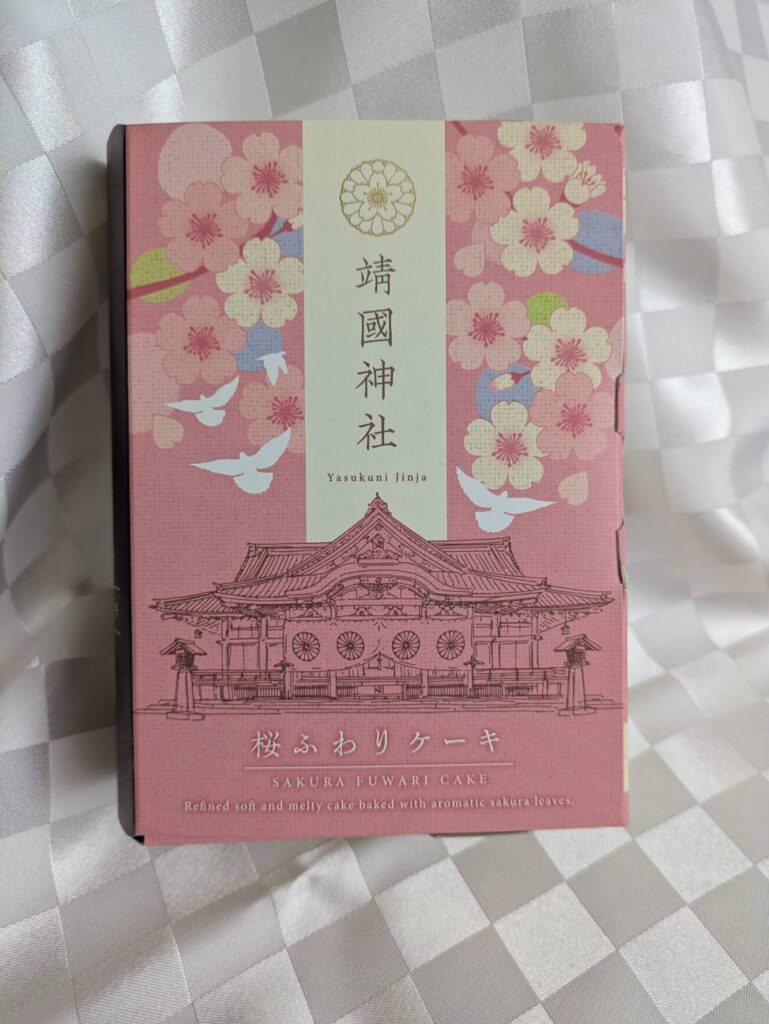 靖國神社
Yasukuni Jinja
桜ふわりケーキ
SAKURA FUWARI CAKE
Refined soft and melty cake baked with aromatic sakura leaves.